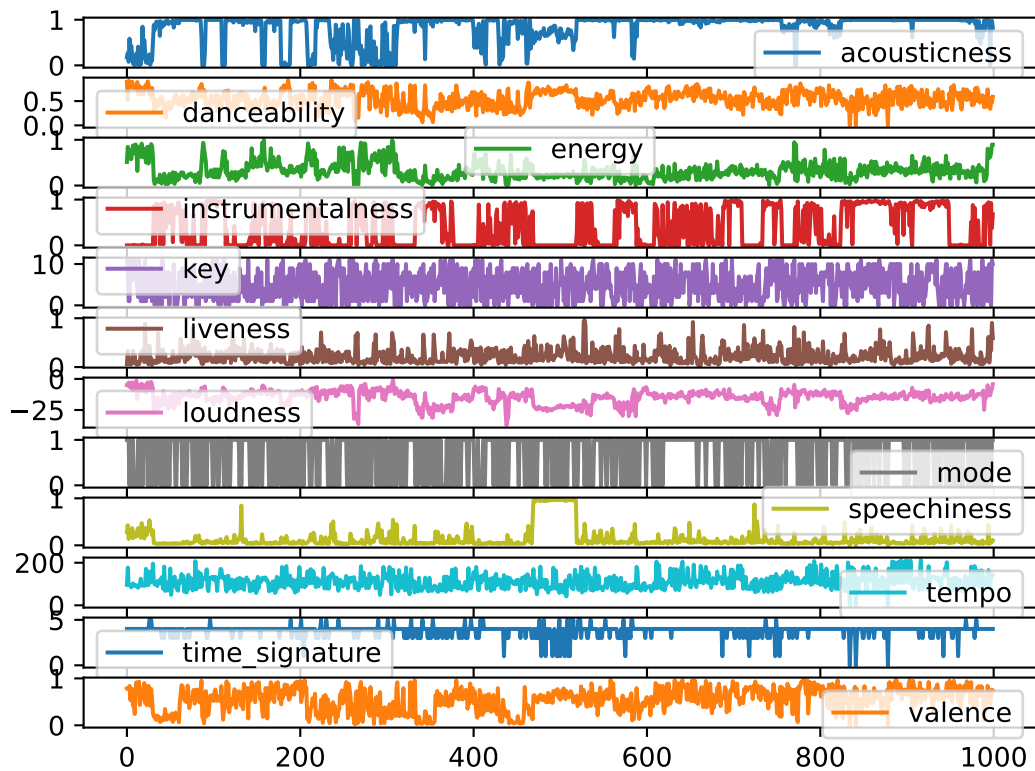 1
acousticness
0
0.5
danceability
0.0
1
energy
0
1
instrumentalness
0
10
key
0
1
liveness
0
0
−25
loudness
1
mode
0
1
speechiness
0
200
tempo
0
5
time_signature
0
1
valence
0
0 200 400 600 800 1000